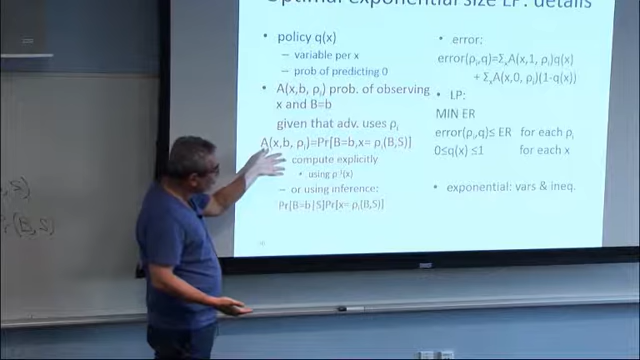 Optimal exponential size LP: details
• policy q(x)
– variable per x
– prob of predicting 0
• A(x,b, ρᵢ) prob. of observing
x and B=b
given that adv. uses ρᵢ
A(x,b, ρᵢ)=Pr[B=b,x= ρᵢ(B,S)]
compute explicitly
• using ρ⁻¹(x)
– or using inference:
Pr[B=b|S]Pr[x= ρᵢ(B,S)]
• error:
error(ρᵢ,q)=ΣₓA(x,1, ρᵢ)q(x)
+ ΣₓA(x,0, ρᵢ)(1-q(x))
• LP:
MIN ER
error(ρᵢ,q)≤ ER for each ρᵢ
0≤q(x) ≤1 for each x
• exponential: vars & ineq.
(B,S)